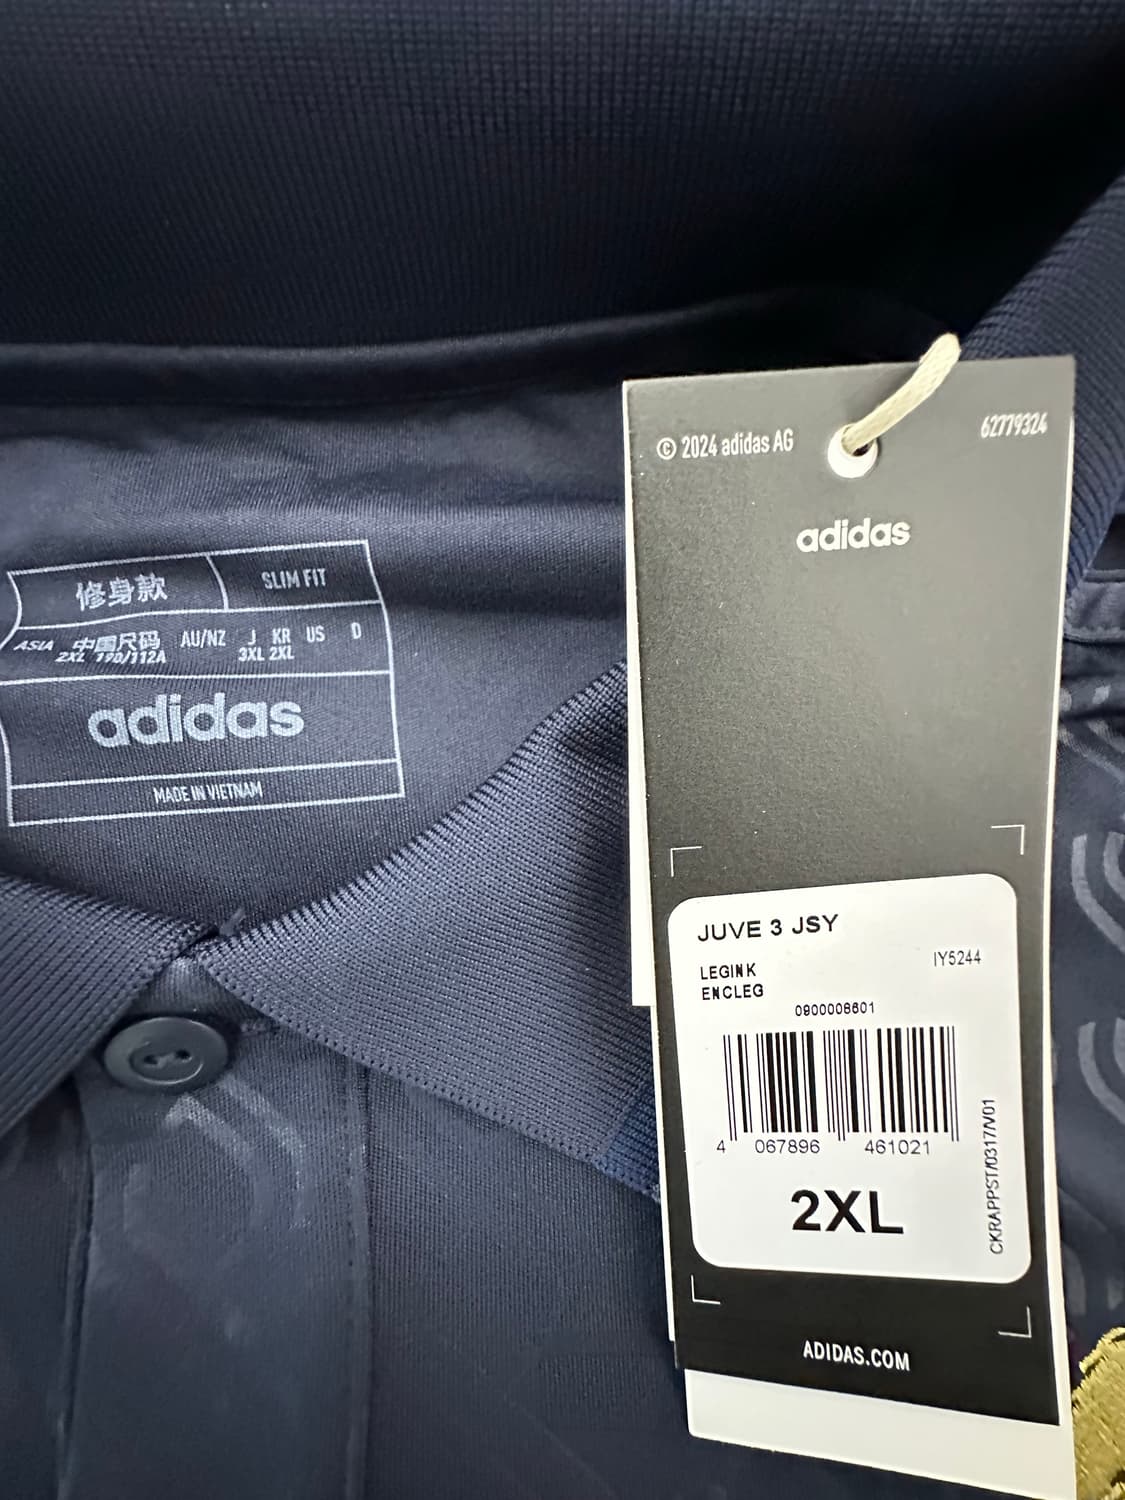 修身款 SLIM FIT
ASIA 中国尺码 AU/NZ J KR US D
2XL 190/112A 3XL 2XL
adidas
MADE IN VIETNAM
© 2024 adidas AG
62779324
adidas
JUVE 3 JSY
LEGINK IY5244
ENCLEG
0900008601
4 067896 461021
2XL
CKRAPPST/0317/V01
ADIDAS.COM